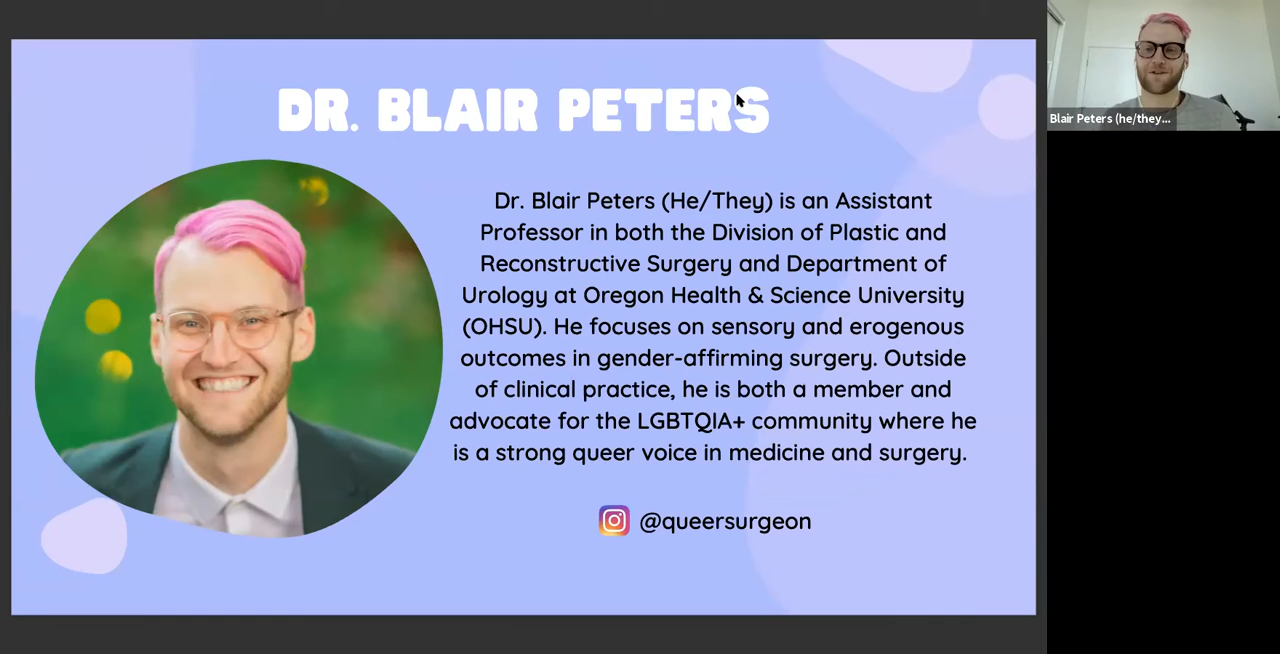 DR. BLAIR PETERS
Blair Peters (he/they...
Dr. Blair Peters (He/They) is an Assistant
Professor in both the Division of Plastic and
Reconstructive Surgery and Department of
Urology at Oregon Health & Science University
(OHSU). He focuses on sensory and erogenous
outcomes in gender-affirming surgery. Outside
of clinical practice, he is both a member and
advocate for the LGBTQIA+ community where he
is a strong queer voice in medicine and surgery.
@queersurgeon